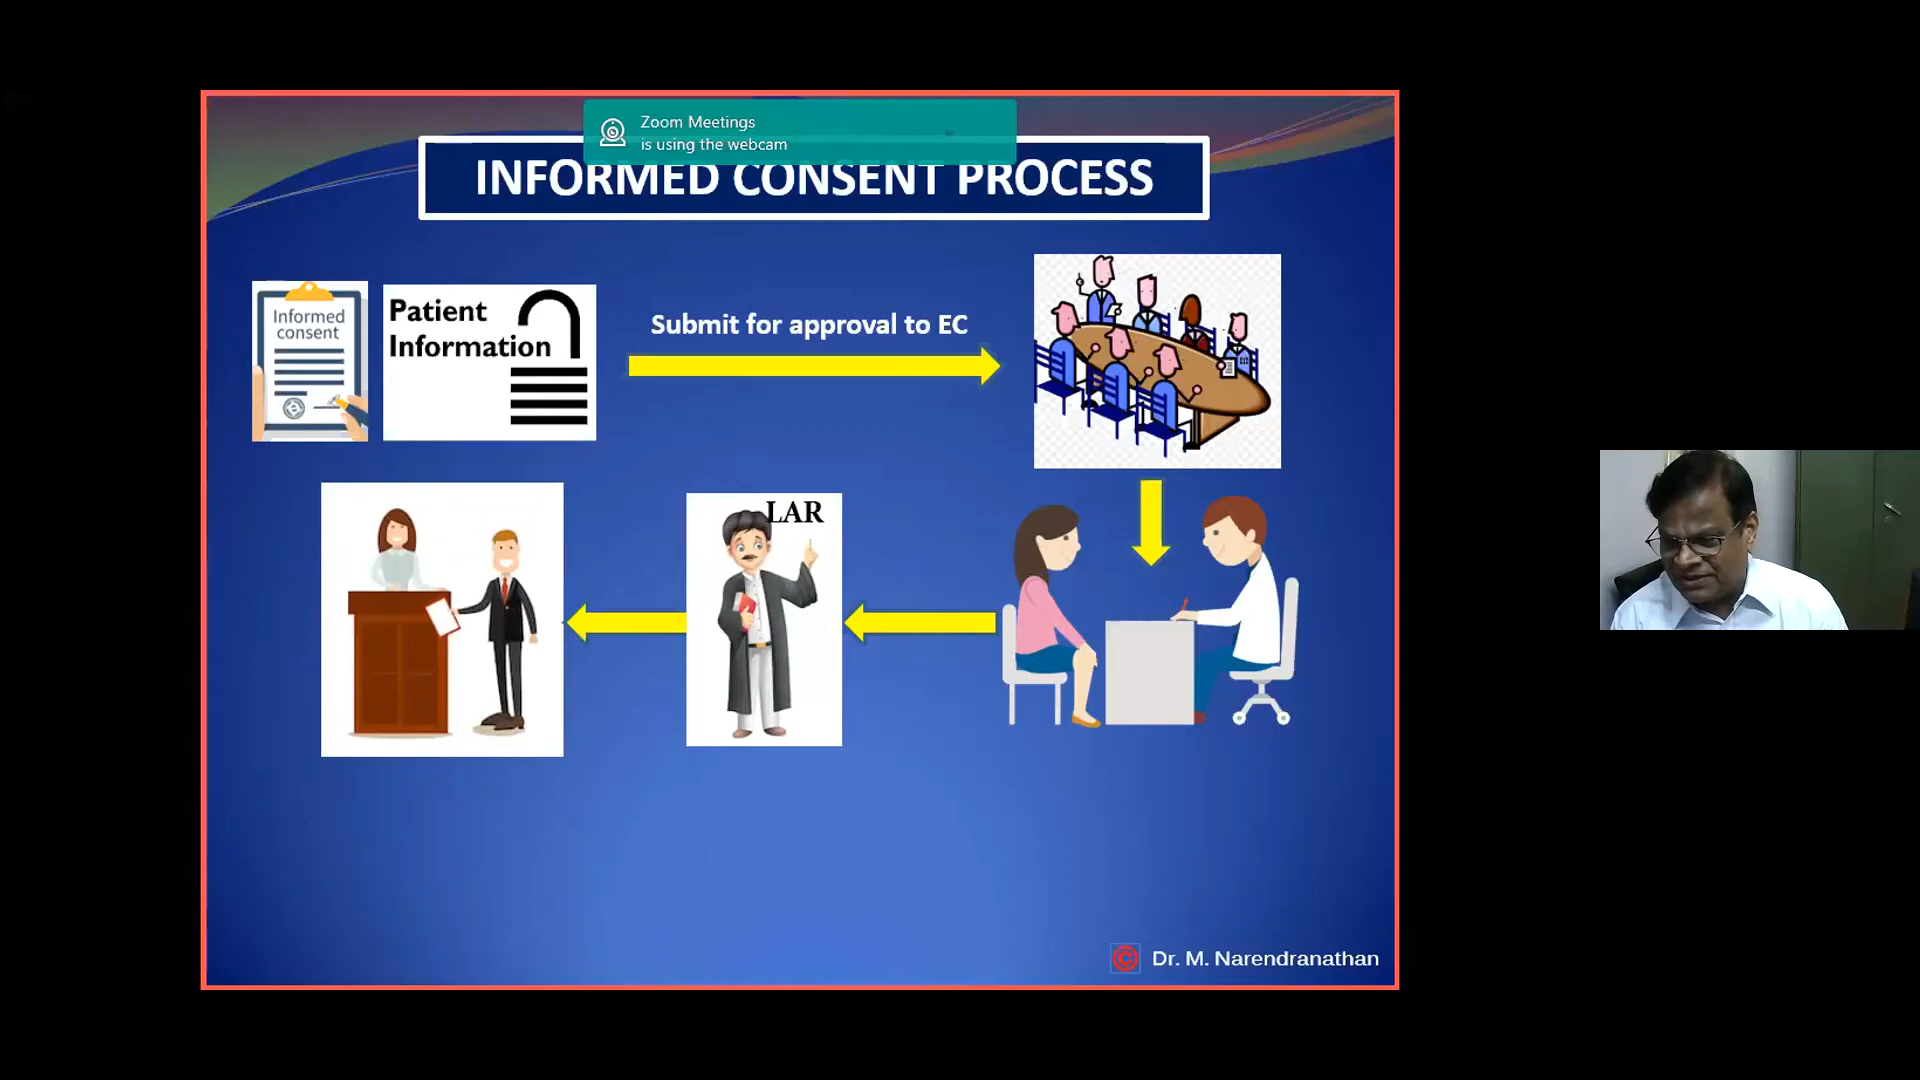 Zoom Meetings
is using the webcam
INFORMED CONSENT PROCESS
Informed
consent
Patient
Information
Submit for approval to EC
LAR
© Dr. M. Narendranathan